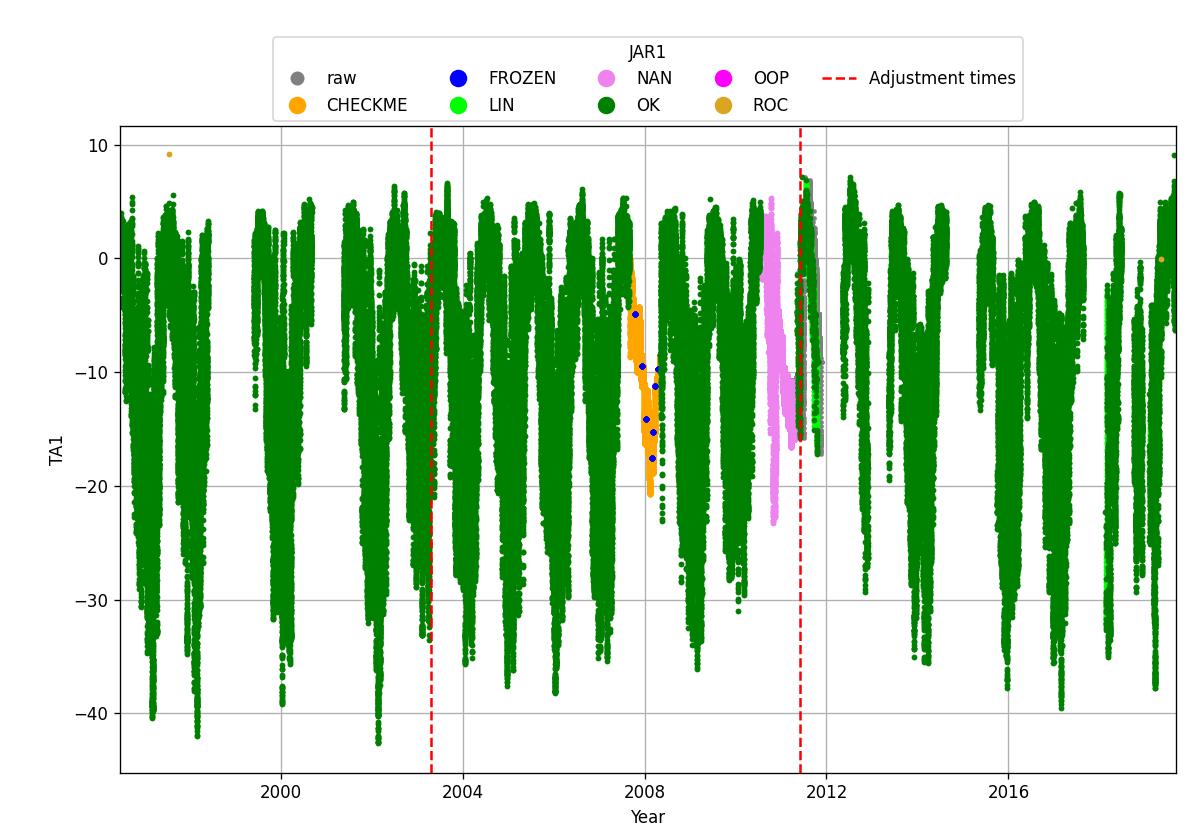 JAR1
raw FROZEN NAN OOP Adjustment times
CHECKME LIN OK ROC
10
0
−10
−20
−30
−40
TA1
2000 2004 2008 2012 2016
Year